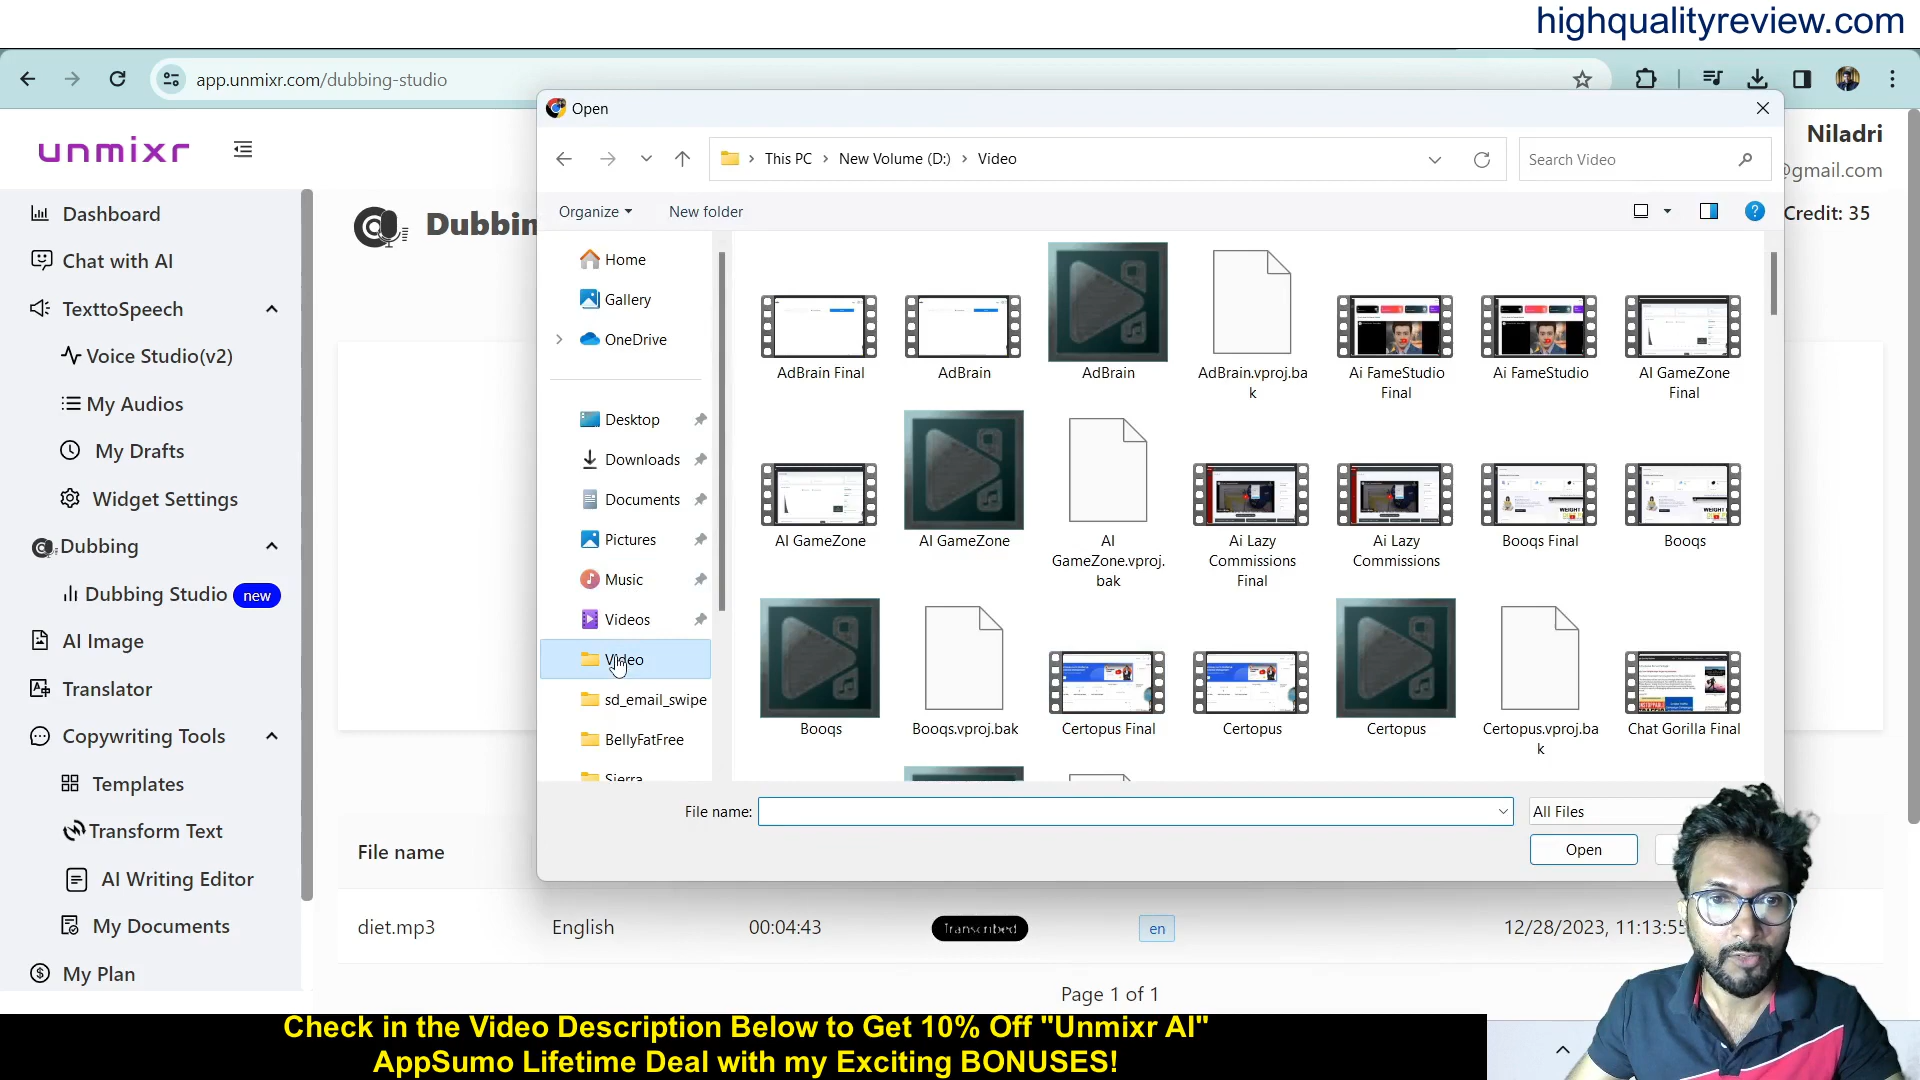 highqualityreview.com
app.unmixr.com/dubbing-studio
Open
unmixr
Niladri
@gmail.com
Credit: 35
This PC > New Volume (D:) > Video
Search Video
Organize
New folder
Dashboard
Chat with AI
TexttoSpeech
Voice Studio(v2)
My Audios
My Drafts
Widget Settings
Dubbing
Dubbing Studio new
AI Image
Translator
Copywriting Tools
Templates
Transform Text
AI Writing Editor
My Documents
My Plan
Dubbin
Home
Gallery
OneDrive
Desktop
Downloads
Documents
Pictures
Music
Videos
Video
sd_email_swipe
BellyFatFree
Sierra
AdBrain Final
AdBrain
AdBrain
AdBrain.vproj.ba
k
Ai FameStudio
Final
Ai FameStudio
AI GameZone
Final
AI GameZone
AI GameZone
AI
GameZone.vproj.
bak
Ai Lazy
Commissions
Final
Ai Lazy
Commissions
Booqs Final
Booqs
Booqs
Booqs.vproj.bak
Certopus Final
Certopus
Certopus
Certopus.vproj.ba
k
Chat Gorilla Final
File name:
All Files
Open
File name
diet.mp3 English 00:04:43 Transcribed en 12/28/2023, 11:13:55
Page 1 of 1
Check in the Video Description Below to Get 10% Off "Unmixr AI"
AppSumo Lifetime Deal with my Exciting BONUSES!